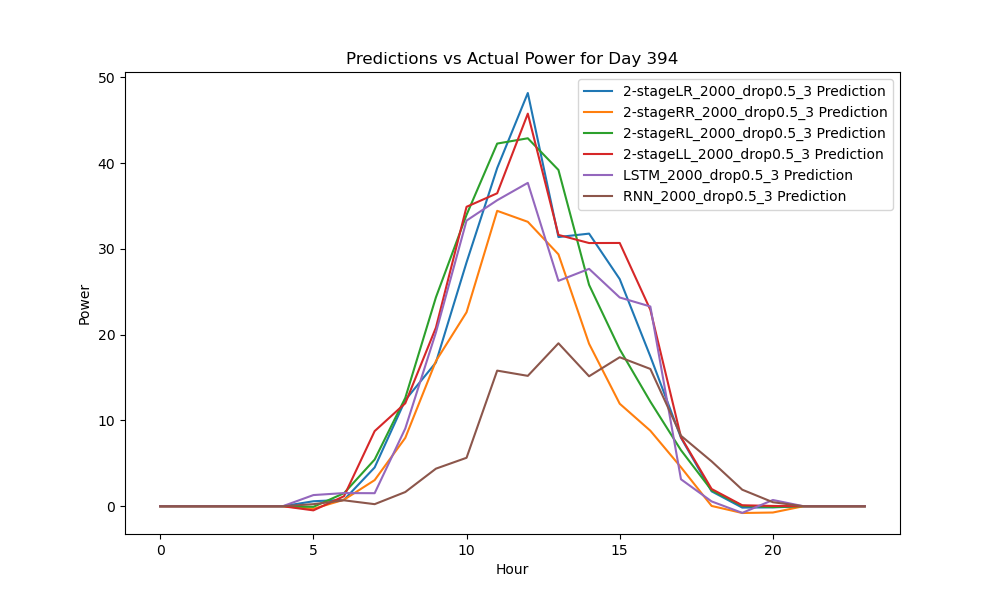 Predictions vs Actual Power for Day 394
50
40
30
20
10
0
Power
2-stageLR_2000_drop0.5_3 Prediction
2-stageRR_2000_drop0.5_3 Prediction
2-stageRL_2000_drop0.5_3 Prediction
2-stageLL_2000_drop0.5_3 Prediction
LSTM_2000_drop0.5_3 Prediction
RNN_2000_drop0.5_3 Prediction
0 5 10 15 20
Hour